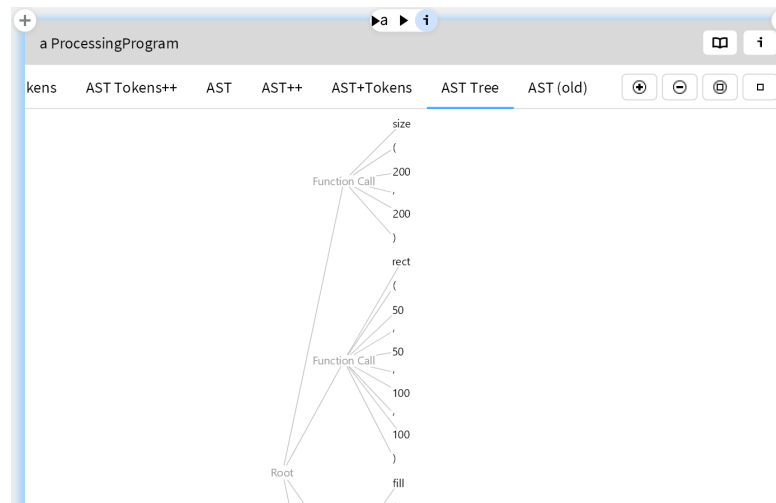 a
i
a ProcessingProgram
i
kens AST Tokens++ AST AST++ AST+Tokens AST Tree AST (old)
size
(
Function Call
200
,
200
)
rect
(
50
,
50
Function Call
,
100
,
100
)
Root
fill